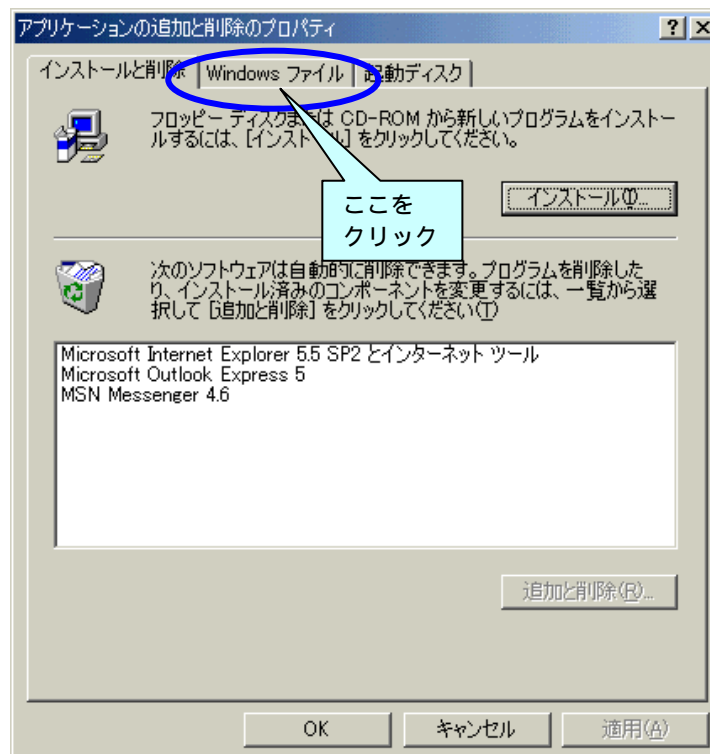 アプリケーションの追加と削除のプロパティ
インストールと削除 Windows ファイル 起動ディスク
フロッピー ディスクまたは CD-ROM から新しいプログラムをインストー
ルするには、[インストール] をクリックしてください。
インストール(I)...
ここを
クリック
次のソフトウェアは自動的に削除できます。プログラムを削除した
り、インストール済みのコンポーネントを変更するには、一覧から選
択して [追加と削除] をクリックしてください(T)
Microsoft Internet Explorer 5.5 SP2 とインターネット ツール
Microsoft Outlook Express 5
MSN Messenger 4.6
追加と削除(R)...
OK キャンセル 適用(A)